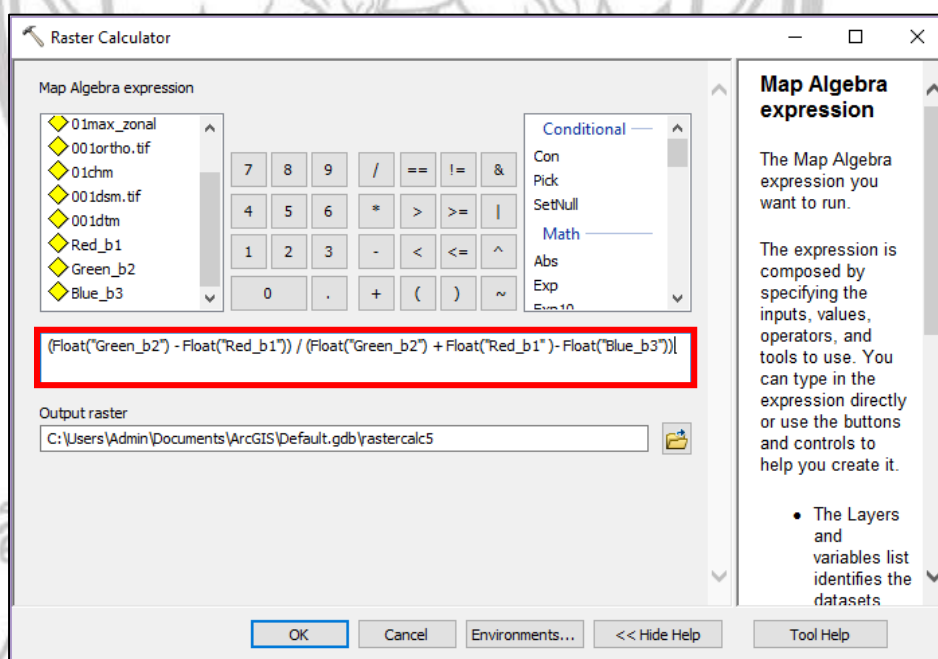 Raster Calculator
Map Algebra expression
01max_zonal
001ortho.tif
01chm
001dsm.tif
001dtm
Red_b1
Green_b2
Blue_b3
7 8 9 / == != &
4 5 6 * > >= |
1 2 3 - < <= ^
0 . + ( ) ~
Conditional
Con
Pick
SetNull
Math
Abs
Exp
Exp10
(Float("Green_b2") - Float("Red_b1")) / (Float("Green_b2") + Float("Red_b1" )- Float("Blue_b3"))
Output raster
C:\Users\Admin\Documents\ArcGIS\Default.gdb\rastercalc5
OK Cancel Environments... << Hide Help Tool Help
Map Algebra
expression
The Map Algebra
expression you
want to run.
The expression is
composed by
specifying the
inputs, values,
operators, and
tools to use. You
can type in the
expression directly
or use the buttons
and controls to
help you create it.
• The Layers
and
variables list
identifies the
datasets